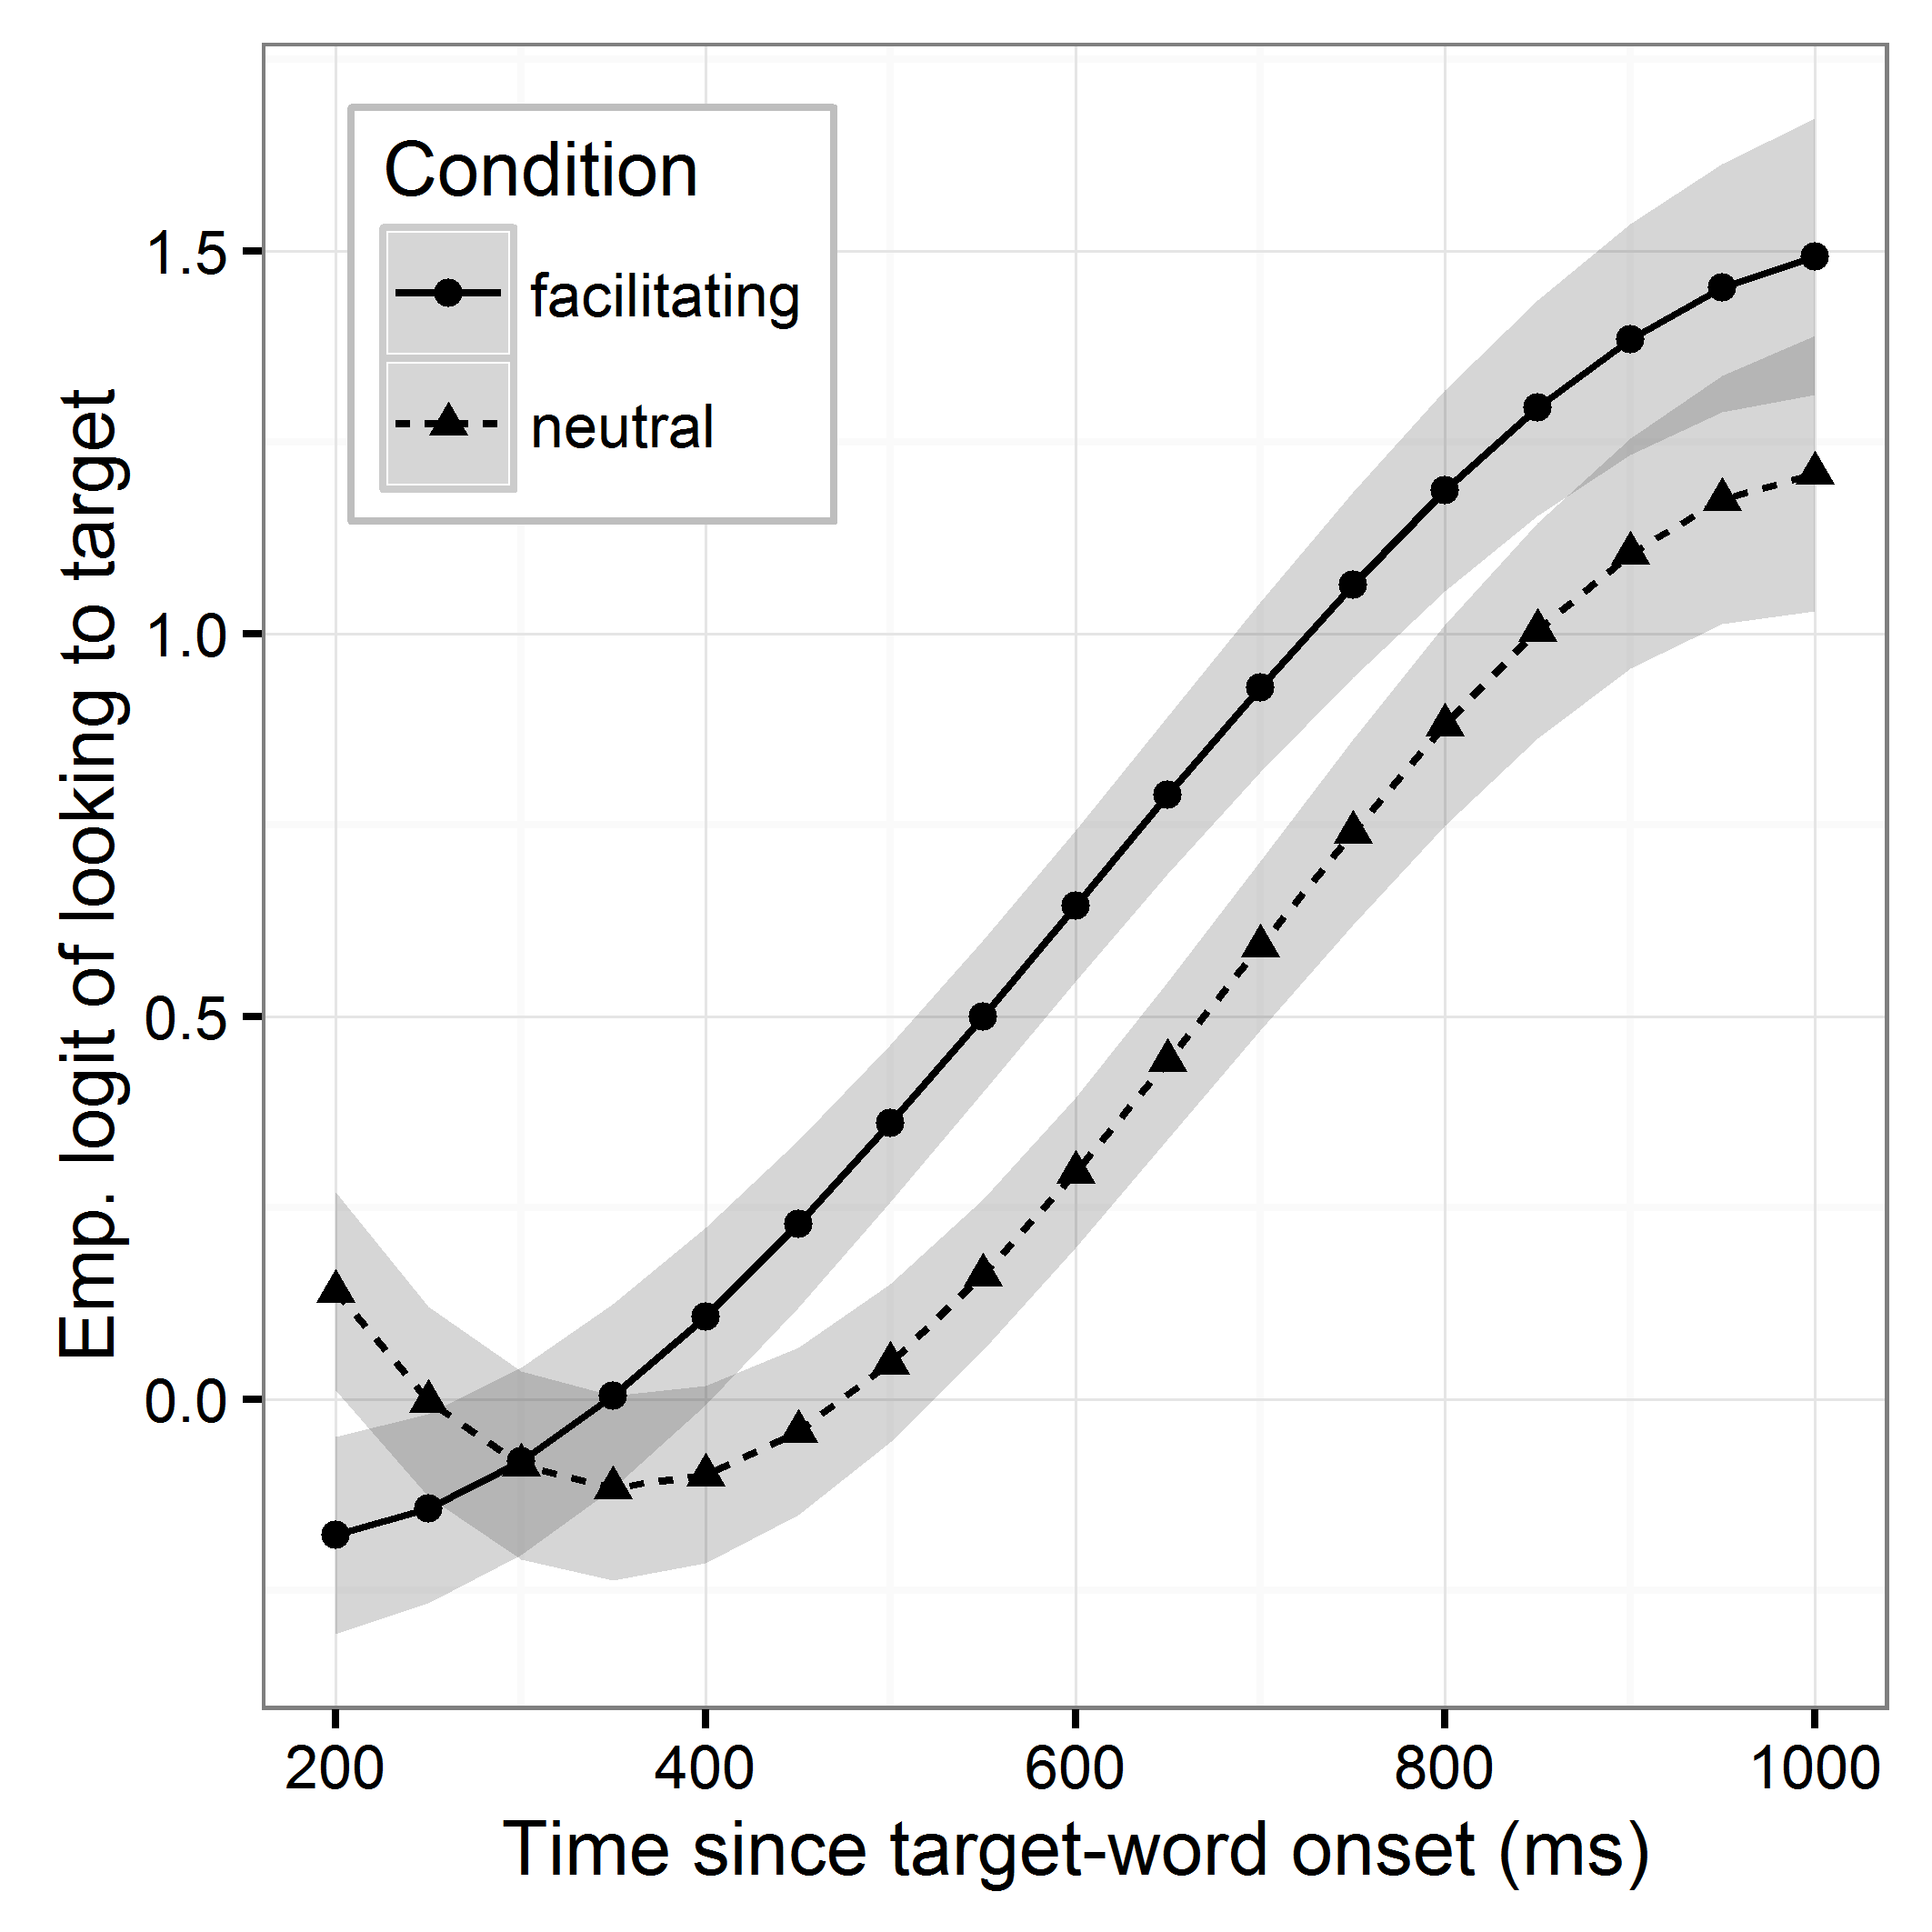 Condition
facilitating
neutral
Emp. logit of looking to target
1.5
1.0
0.5
0.0
200 400 600 800 1000
Time since target-word onset (ms)